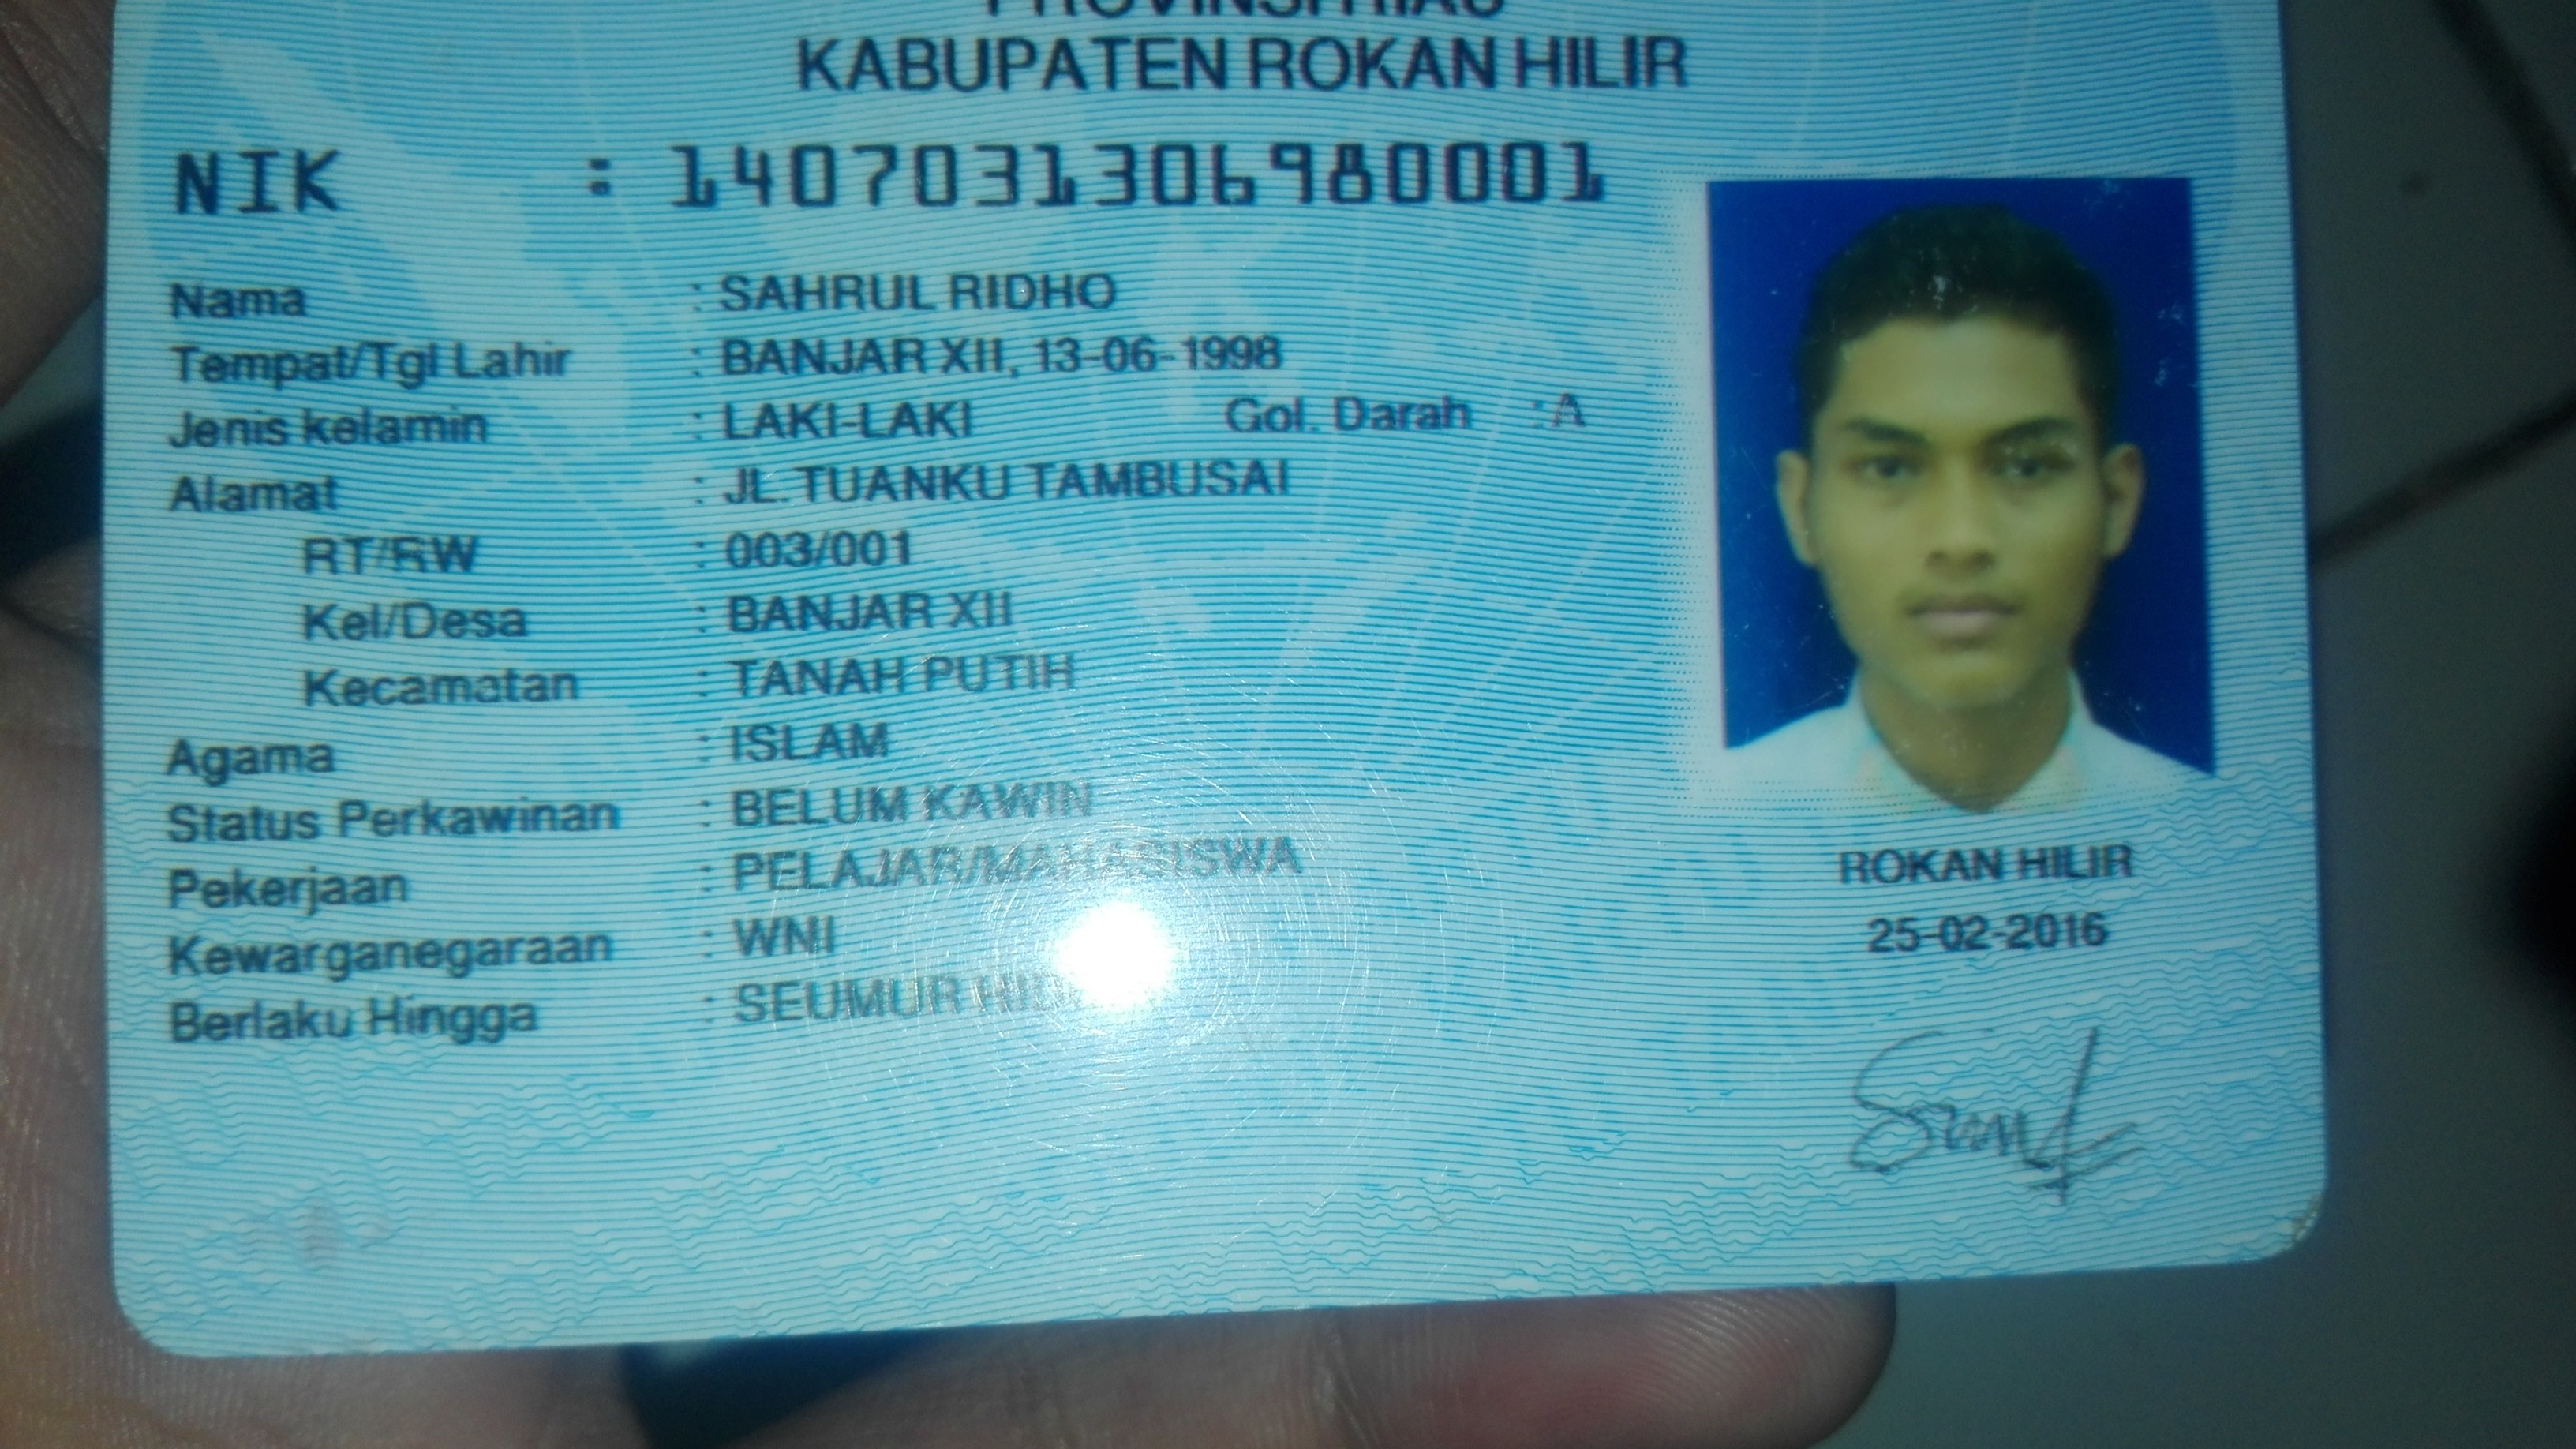 PROVINSI RIAU
KABUPATEN ROKAN HILIR
NIK : 1407031306980001
Nama : SAHRUL RIDHO
Tempat/Tgl Lahir : BANJAR XII, 13-06-1998
Jenis kelamin : LAKI-LAKI Gol. Darah : A
Alamat : JL. TUANKU TAMBUSAI
RT/RW : 003/001
Kel/Desa : BANJAR XII
Kecamatan : TANAH PUTIH
Agama : ISLAM
Status Perkawinan : BELUM KAWIN
Pekerjaan : PELAJAR/MAHASISWA
Kewarganegaraan : WNI
Berlaku Hingga : SEUMUR
ROKAN HILIR
25-02-2016